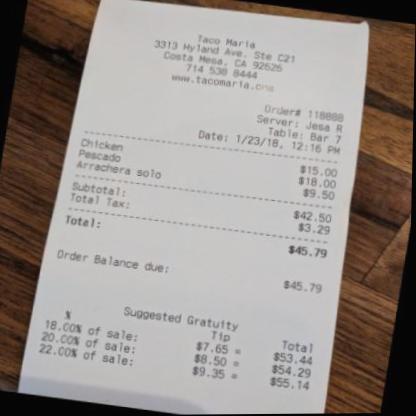 Taco Maria
3313 Hyland Ave. Ste C21
Costa Mesa, CA 92626
714 538 8444
www.tacomaria.com
Order# 118888
Server: Jesa R
Table: Bar 7
Date: 1/23/18, 12:16 PM
Chicken $15.00
Pescado $18.00
Arrachera solo $9.50
Subtotal: $42.50
Total Tax: $3.29
Total: $45.79
Order Balance due: $45.79
Suggested Gratuity
% Tip Total
18.00% of sale: $7.65 = $53.44
20.00% of sale: $8.50 = $54.29
22.00% of sale: $9.35 = $55.14